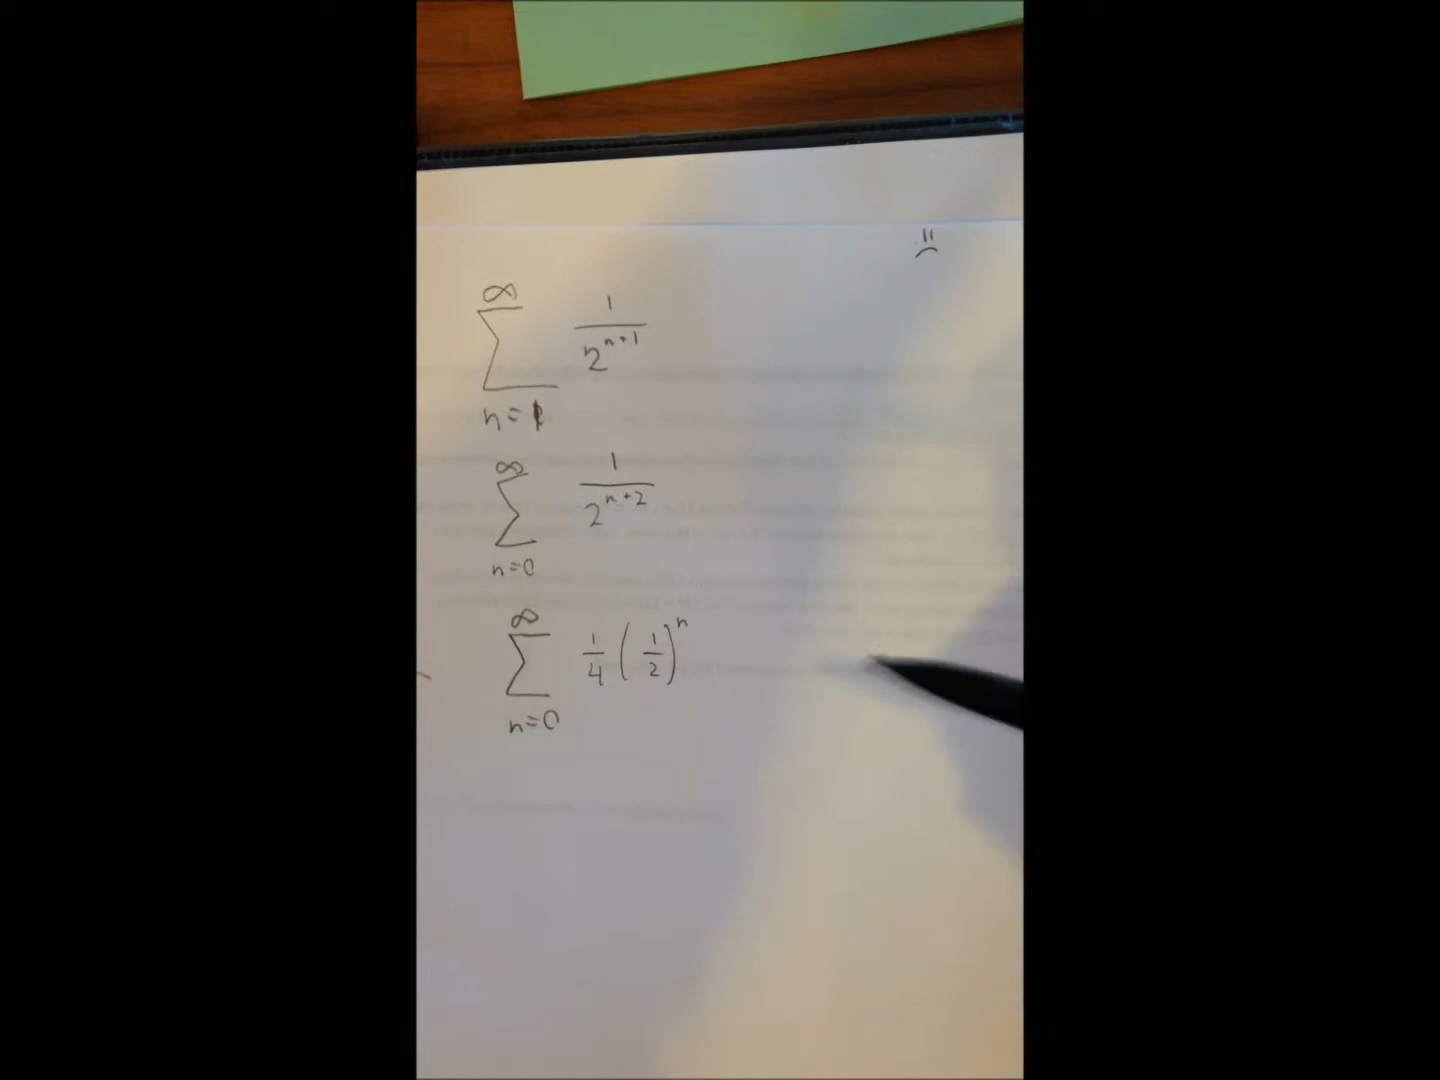 ∞
∑ 1/2^{n+1}
n=1
∞
∑ 1/2^{n+2}
n=0
∞
∑ 1/4 (1/2)^n
n=0